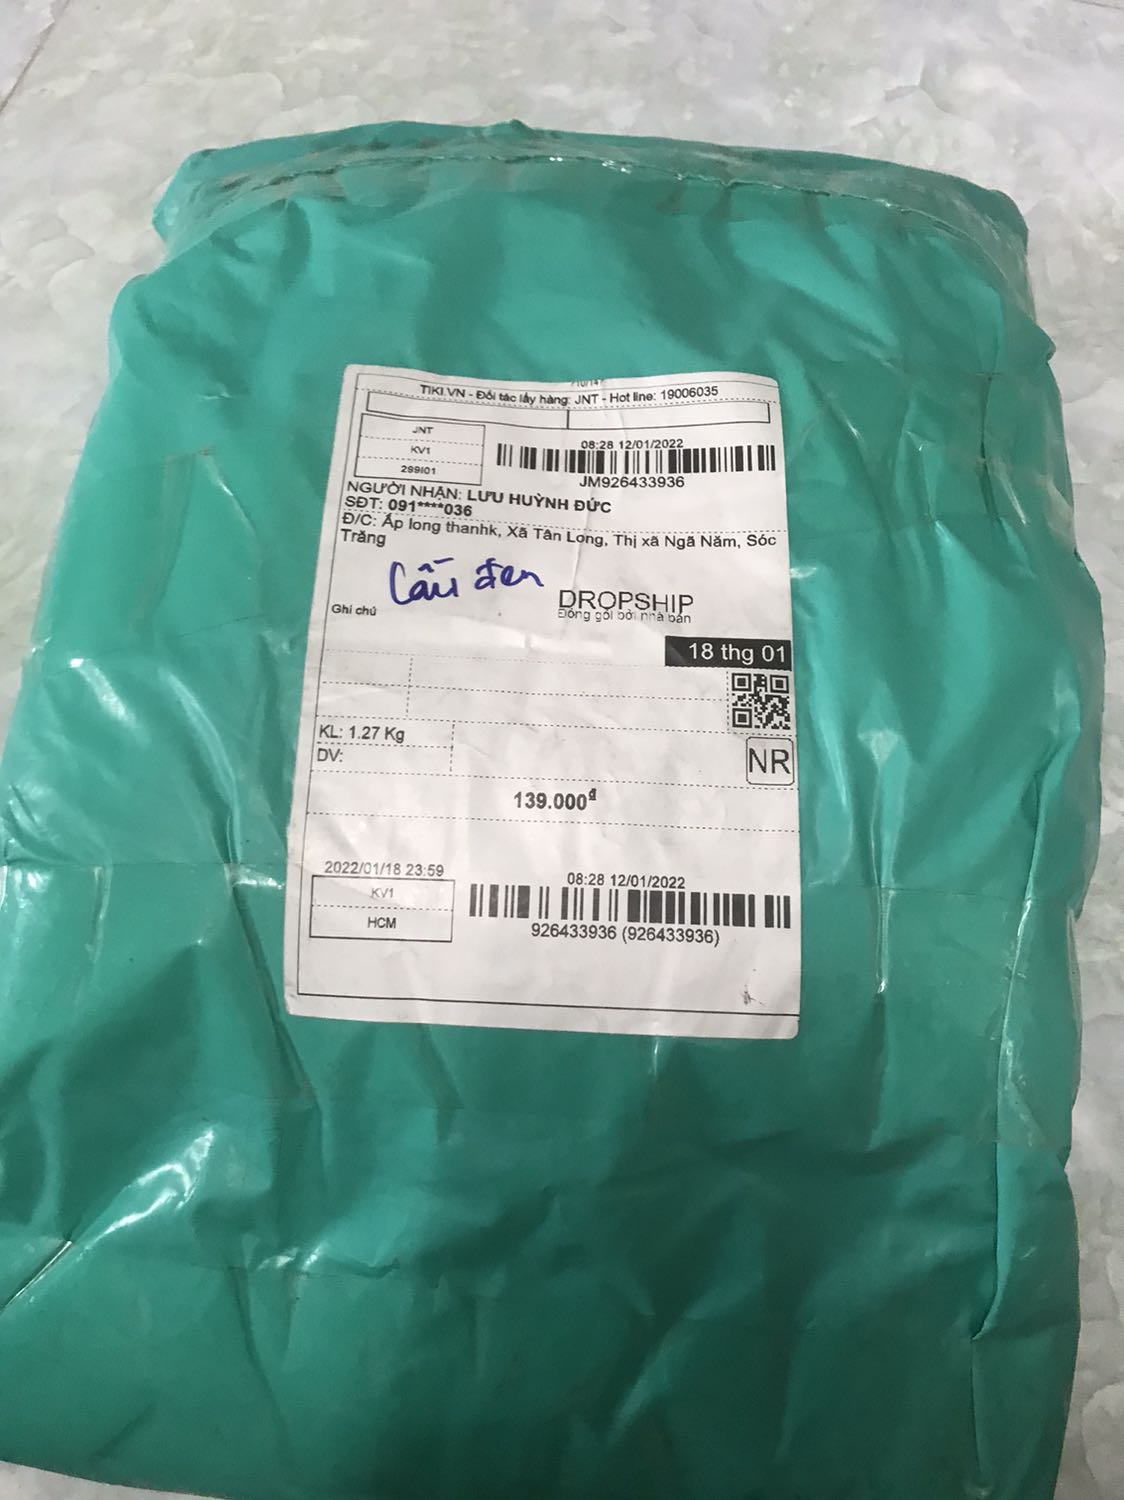 TIKI.VN - Đối tác lấy hàng: JNT - Hot line: 19006035
JNT
KV1
299I01
08:28 12/01/2022
JM926433936
NGƯỜI NHẬN: LƯU HUỲNH ĐỨC
SĐT: 091****036
Đ/C: Ấp long thanhk, Xã Tân Long, Thị xã Ngã Năm, Sóc
Trăng
đen
Ghi chú
DROPSHIP
Đóng gói bởi nhà bán
18 thg 01
KL: 1.27 Kg
DV:
NR
139.000đ
2022/01/18 23:59
KV1
HCM
08:28 12/01/2022
926433936 (926433936)